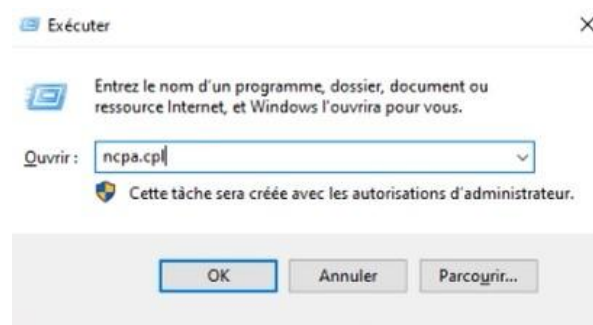 Exécuter
Entrez le nom d'un programme, dossier, document ou
ressource Internet, et Windows l'ouvrira pour vous.
Ouvrir : ncpa.cpl
Cette tâche sera créée avec les autorisations d'administrateur.
OK Annuler Parcourir...